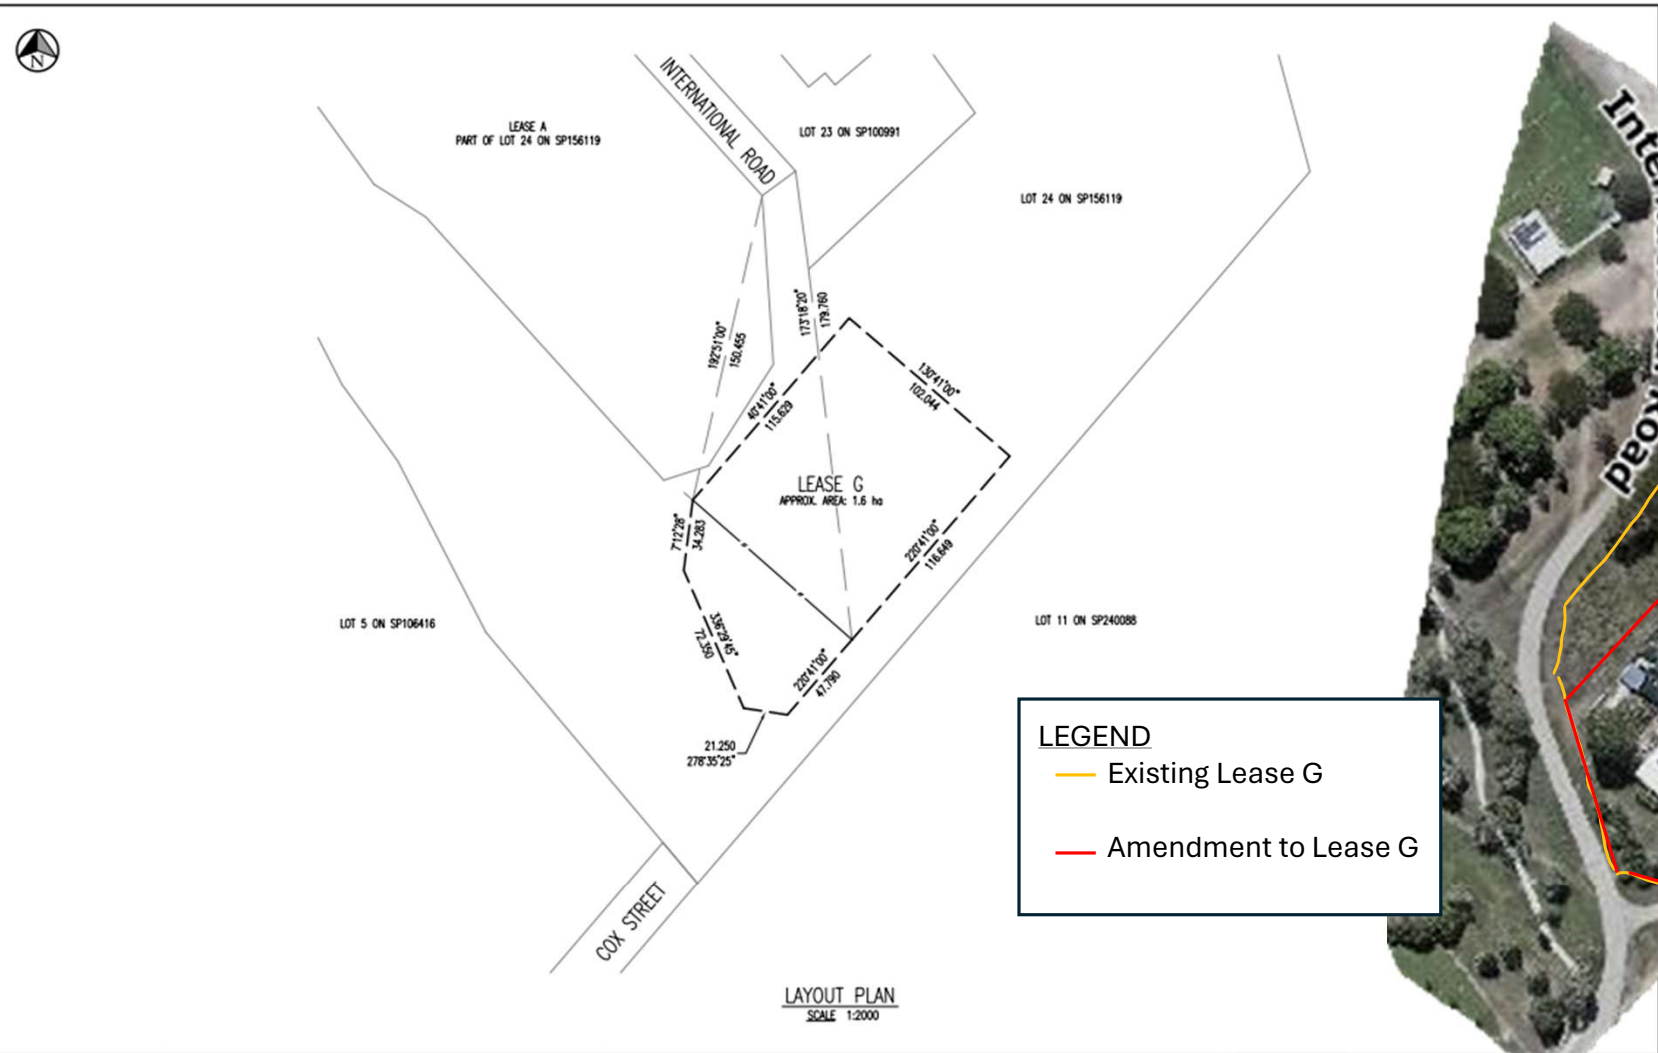 N
INTERNATIONAL ROAD
LEASE A
PART OF LOT 24 ON SP156119
LOT 23 ON SP100991
LOT 24 ON SP156119
173°18'20"
179.760
192°51'00"
150.455
130°41'00"
102.044
40°41'00"
115.629
LEASE G
APPROX. AREA: 1.6 ha
7°12'28"
34.283
220°41'00"
116.649
LOT 5 ON SP106416
336°29'45"
72.350
LOT 11 ON SP240088
220°41'00"
47.790
21.250
278°35'25"
COX STREET
LAYOUT PLAN
SCALE 1:2000
LEGEND
Existing Lease G
Amendment to Lease G
Road